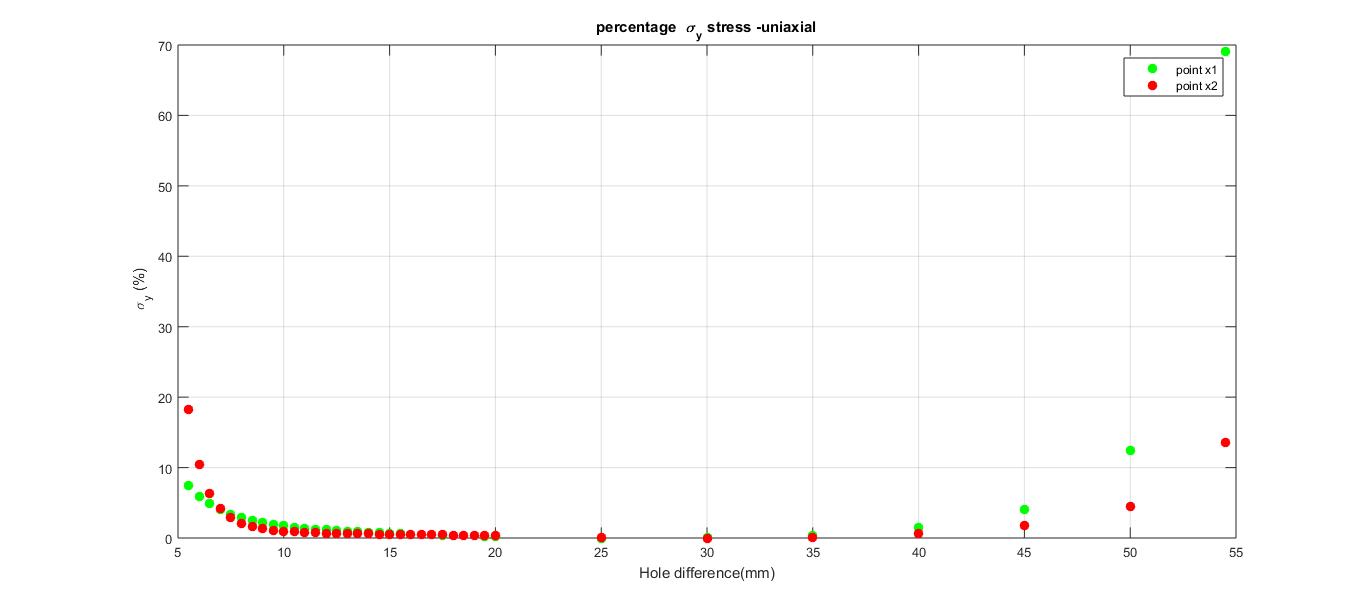 percentage σy stress -uniaxial
70
60
50
40
30
20
10
0
σy (%)
point x1
point x2
5 10 15 20 25 30 35 40 45 50 55
Hole difference(mm)